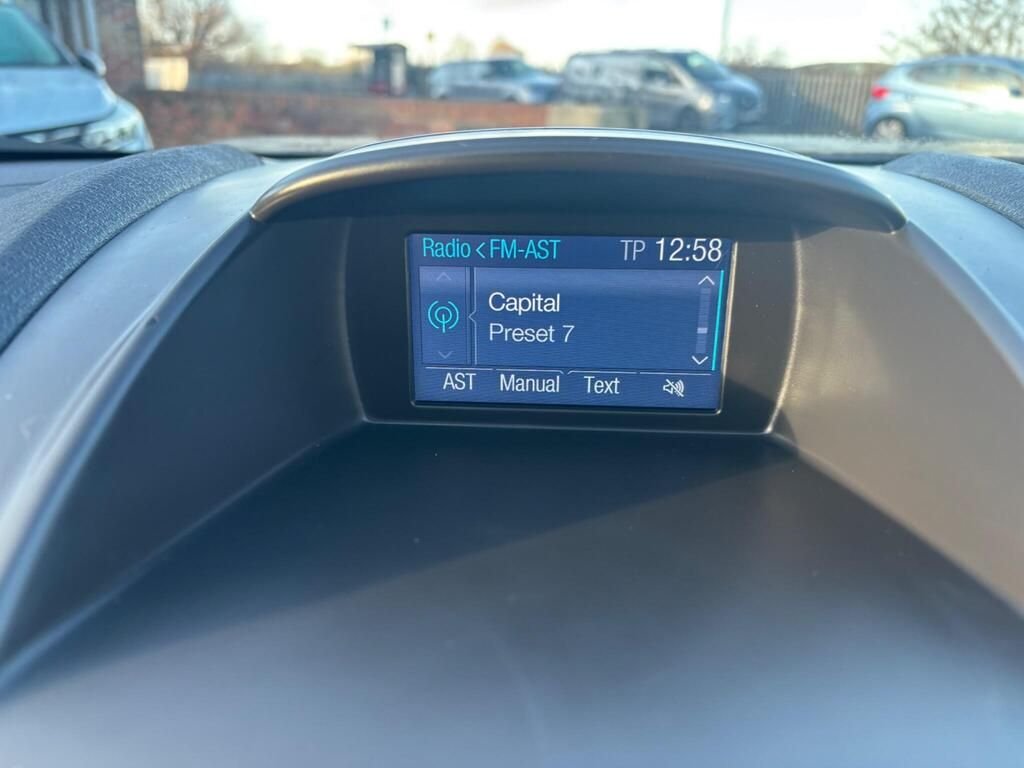 Radio < FM-AST TP 12:58
Capital
Preset 7
AST Manual Text